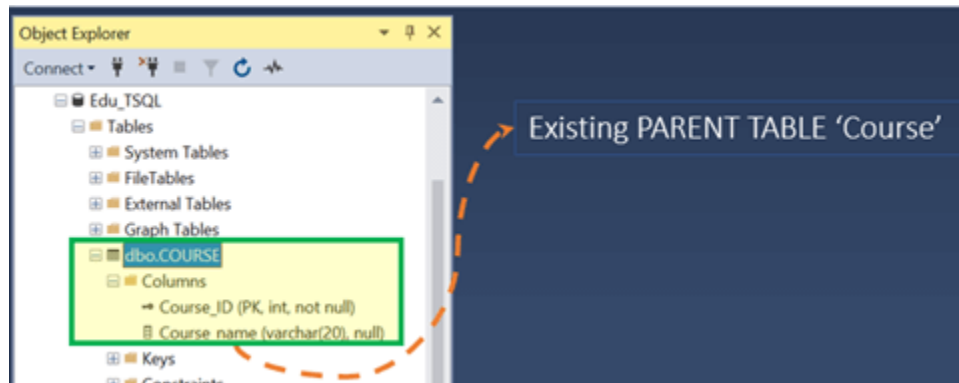 Object Explorer
Connect
Edu_TSQL
Tables
System Tables
FileTables
External Tables
Graph Tables
dbo.COURSE
Columns
Course_ID (PK, int, not null)
Course_name (varchar(20), null)
Keys
Constraints
Existing PARENT TABLE ‘Course’